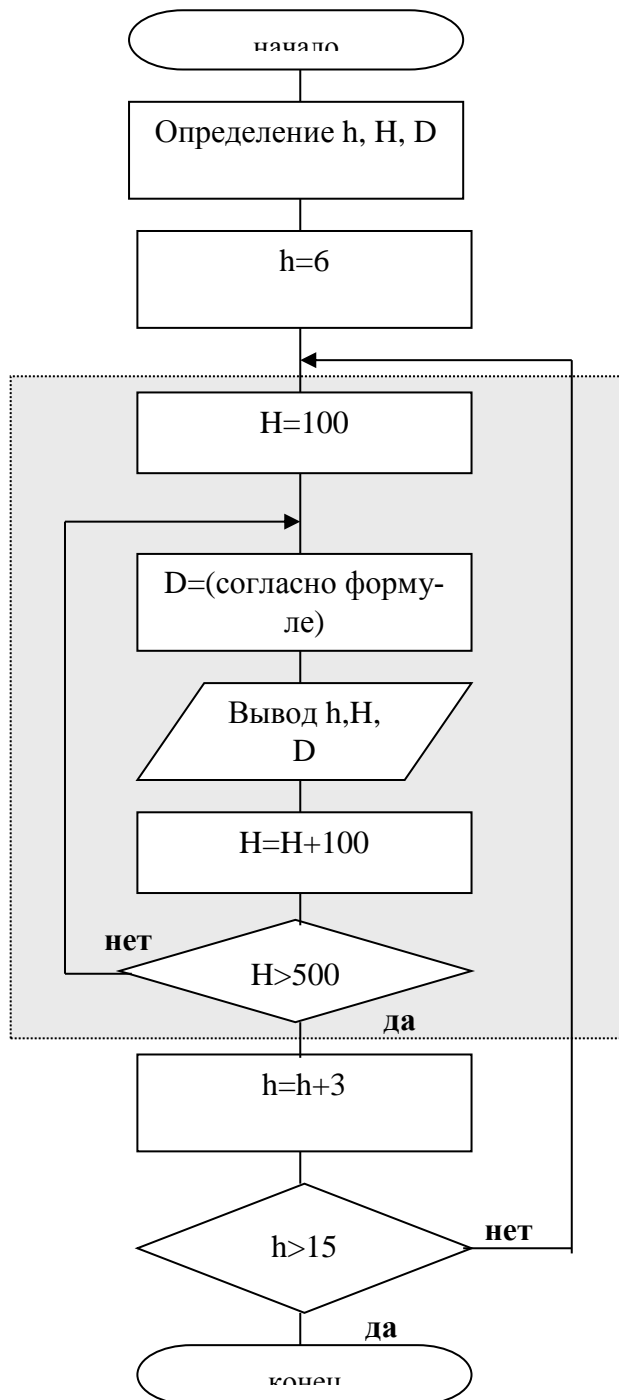 начало
Определение h, H, D
h=6
H=100
D=(согласно форму-
ле)
Вывод h,H,
D
H=H+100
нет
H>500
да
h=h+3
h>15
нет
да
конец